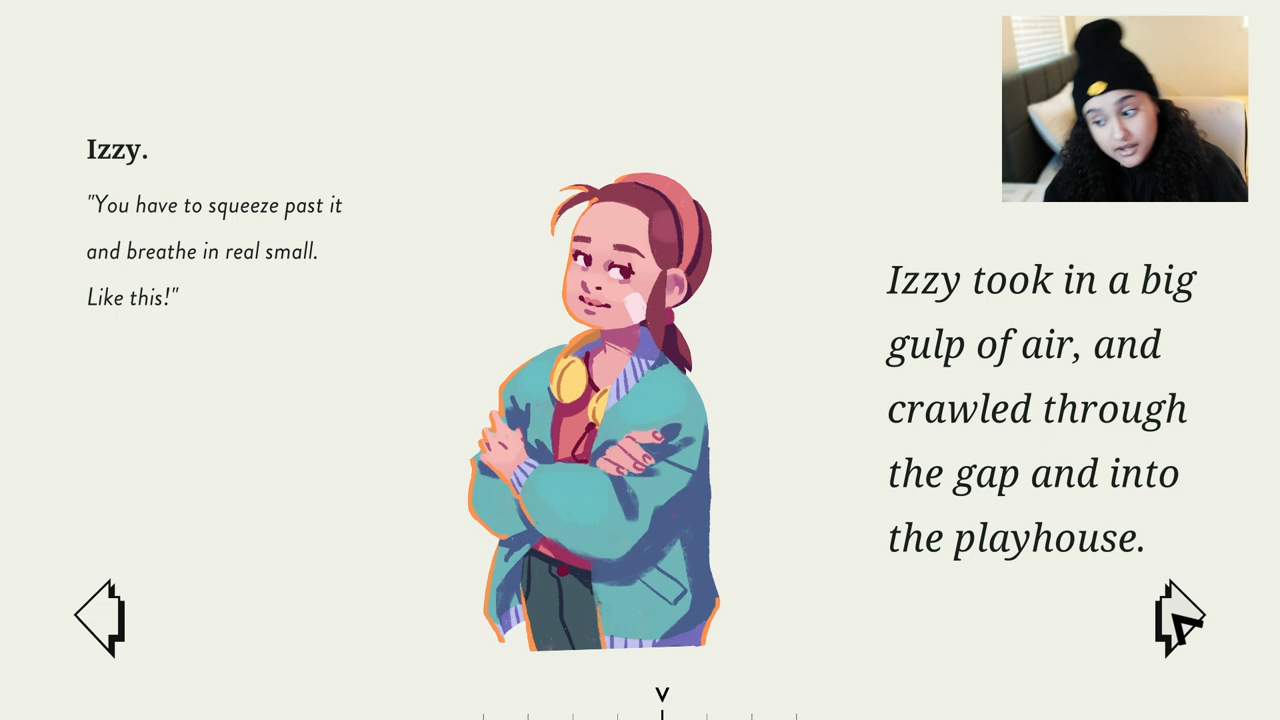 Izzy.
"You have to squeeze past it
and breathe in real small.
Like this!"
Izzy took in a big
gulp of air, and
crawled through
the gap and into
the playhouse.